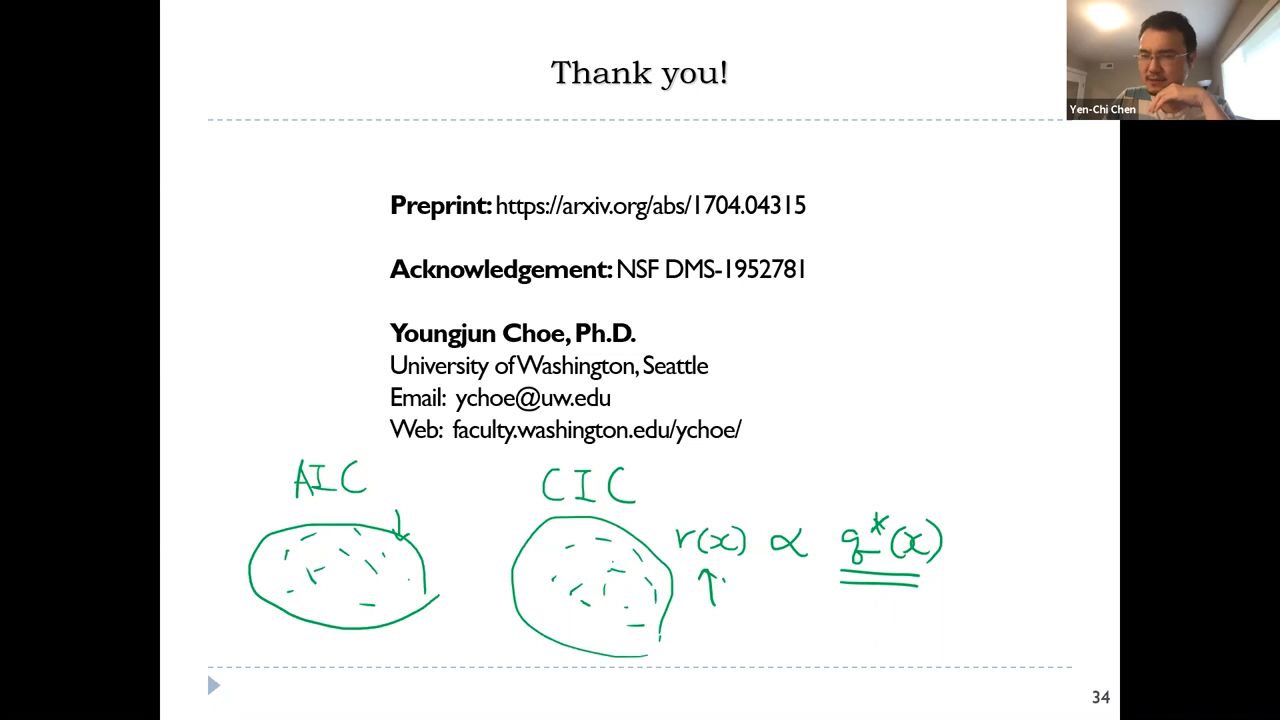 Thank you!
Yen-Chi Chen
Preprint: https://arxiv.org/abs/1704.04315
Acknowledgement: NSF DMS-1952781
Youngjun Choe, Ph.D.
University of Washington, Seattle
Email: ychoe@uw.edu
Web: faculty.washington.edu/ychoe/
AIC
CIC
r(x) ∝ q*(x)
34